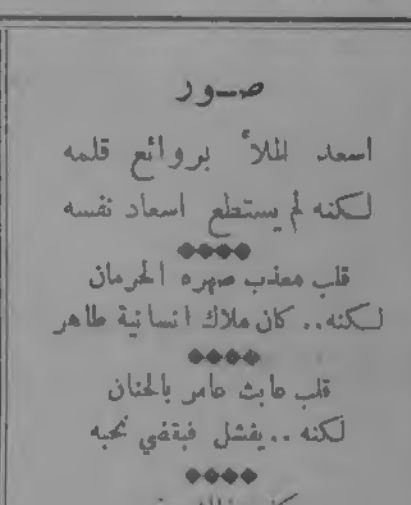 صور
اسعد الملأ بروائع قلمه
لكنه لم يستطع اسعاد نفسه
قلب معذب صهره الحرمان
لكنه.. كان ملاك انسانية طاهر
قلب عابث عامر بالحنان
لكنه.. يفشل فيقضي نحبه